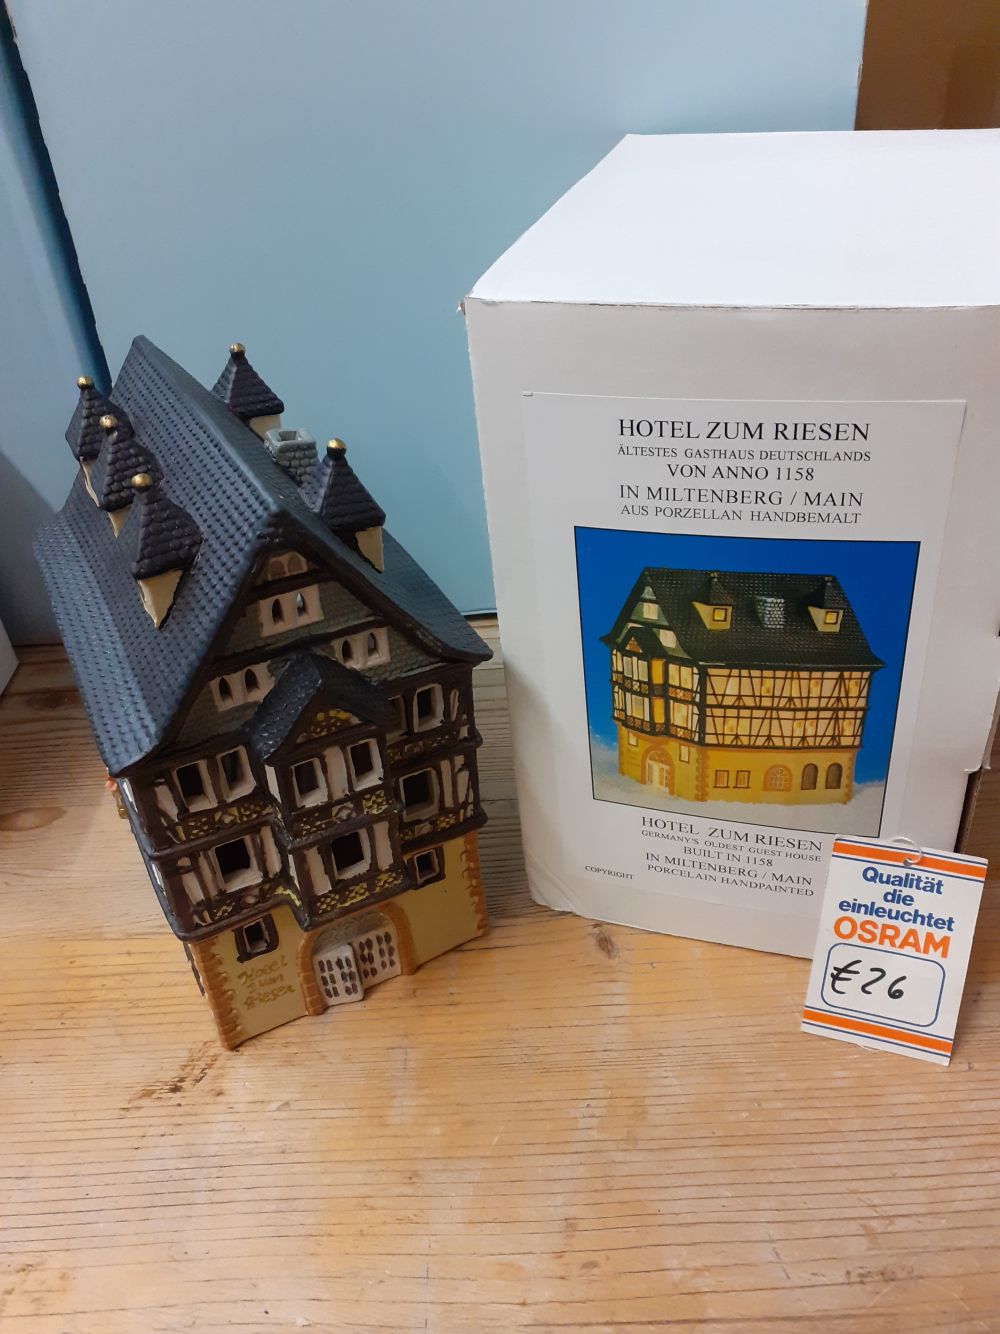 HOTEL ZUM RIESEN
ÄLTESTES GASTHAUS DEUTSCHLANDS
VON ANNO 1158
IN MILTENBERG / MAIN
AUS PORZELLAN HANDBEMALT
HOTEL ZUM RIESEN
GERMANY'S OLDEST GUEST HOUSE
BUILT IN 1158
IN MILTENBERG / MAIN
PORCELAIN HANDPAINTED
COPYRIGHT
Qualität
die
einleuchtet
OSRAM
€26
Hotel
zum
Riesen